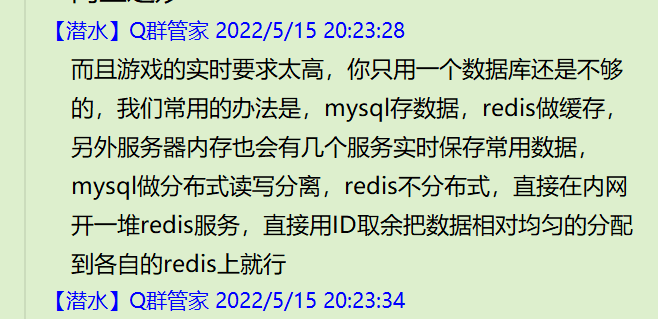 【潜水】Q群管家 2022/5/15 20:23:28
而且游戏的实时要求太高，你只用一个数据库还是不够
的，我们常用的办法是，mysql存数据，redis做缓存，
另外服务器内存也会有几个服务实时保存常用数据，
mysql做分布式读写分离，redis不分布式，直接在内网
开一堆redis服务，直接用ID取余把数据相对均匀的分配
到各自的redis上就行
【潜水】Q群管家 2022/5/15 20:23:34